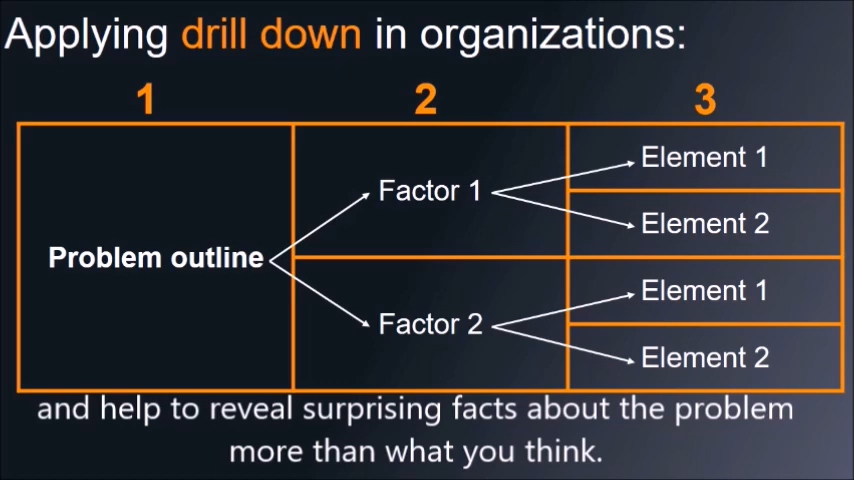 Applying drill down in organizations:
1 2 3
Problem outline
Factor 1
Element 1
Element 2
Factor 2
Element 1
Element 2
and help to reveal surprising facts about the problem
more than what you think.